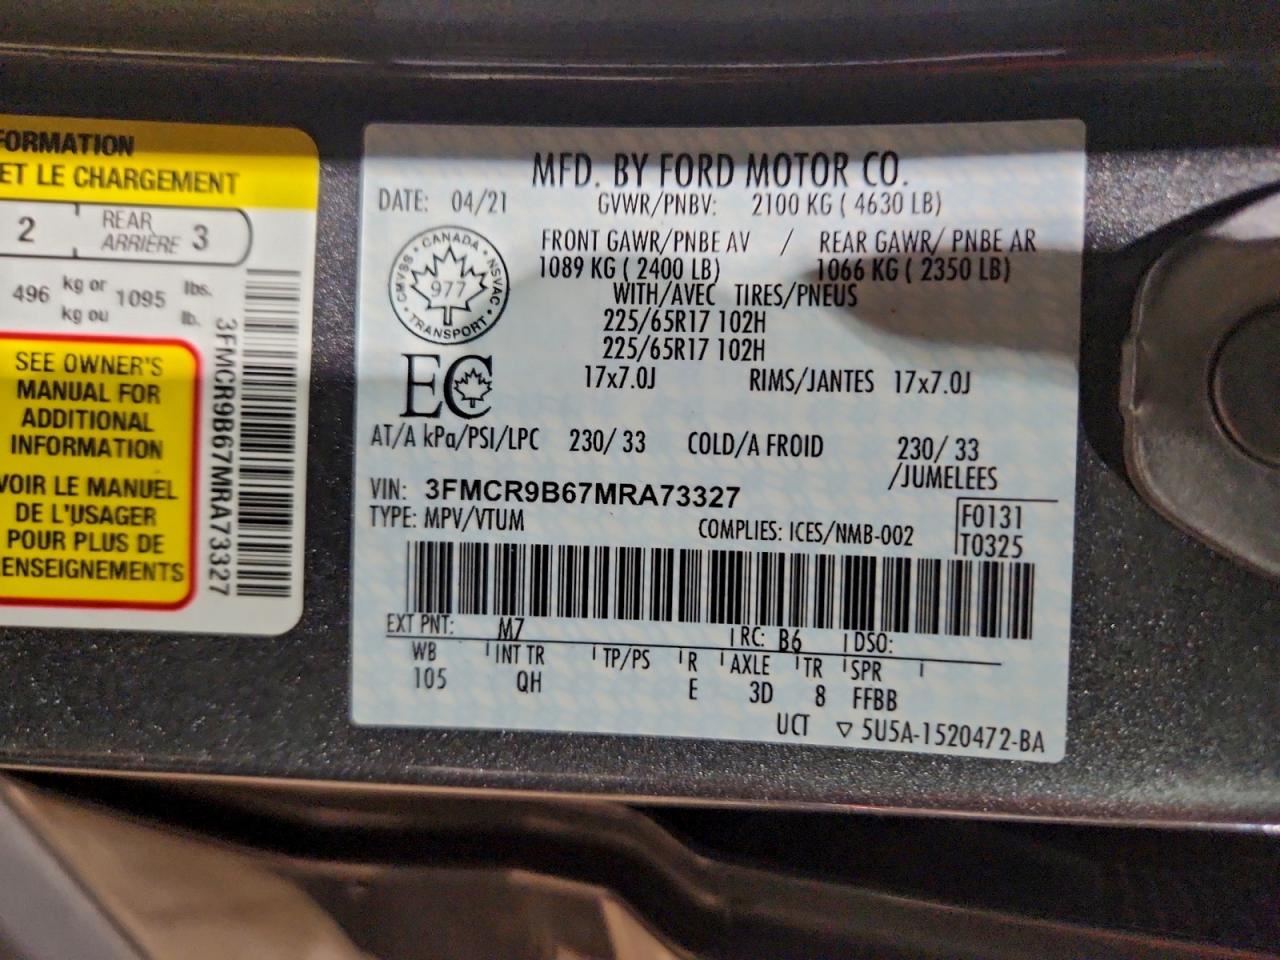 FORMATION
ET LE CHARGEMENT
2 REAR ARRIÈRE 3
496 kg or kg ou 1095 lbs. lb.
SEE OWNER'S
MANUAL FOR
ADDITIONAL
INFORMATION
VOIR LE MANUEL
DE L'USAGER
POUR PLUS DE
ENSEIGNEMENTS
3FMCR9B67MRA73327
MFD. BY FORD MOTOR CO.
DATE: 04/21 GVWR/PNBV: 2100 KG ( 4630 LB)
FRONT GAWR/PNBE AV / REAR GAWR/ PNBE AR
1089 KG ( 2400 LB) 1066 KG ( 2350 LB)
WITH/AVEC TIRES/PNEUS
225/65R17 102H
225/65R17 102H
17x7.0J RIMS/JANTES 17x7.0J
CANADA
CMVSS 977 NSVAC
TRANSPORT
EC
AT/A kPa/PSI/LPC 230/ 33 COLD/A FROID 230/ 33
/JUMELEES
VIN: 3FMCR9B67MRA73327
TYPE: MPV/VTUM COMPLIES: ICES/NMB-002
F0131
T0325
EXT PNT: M7 RC: B6 DSO:
WB INT TR TP/PS R AXLE TR SPR
105 QH E 3D 8 FFBB
UCT ▽ 5U5A-1520472-BA